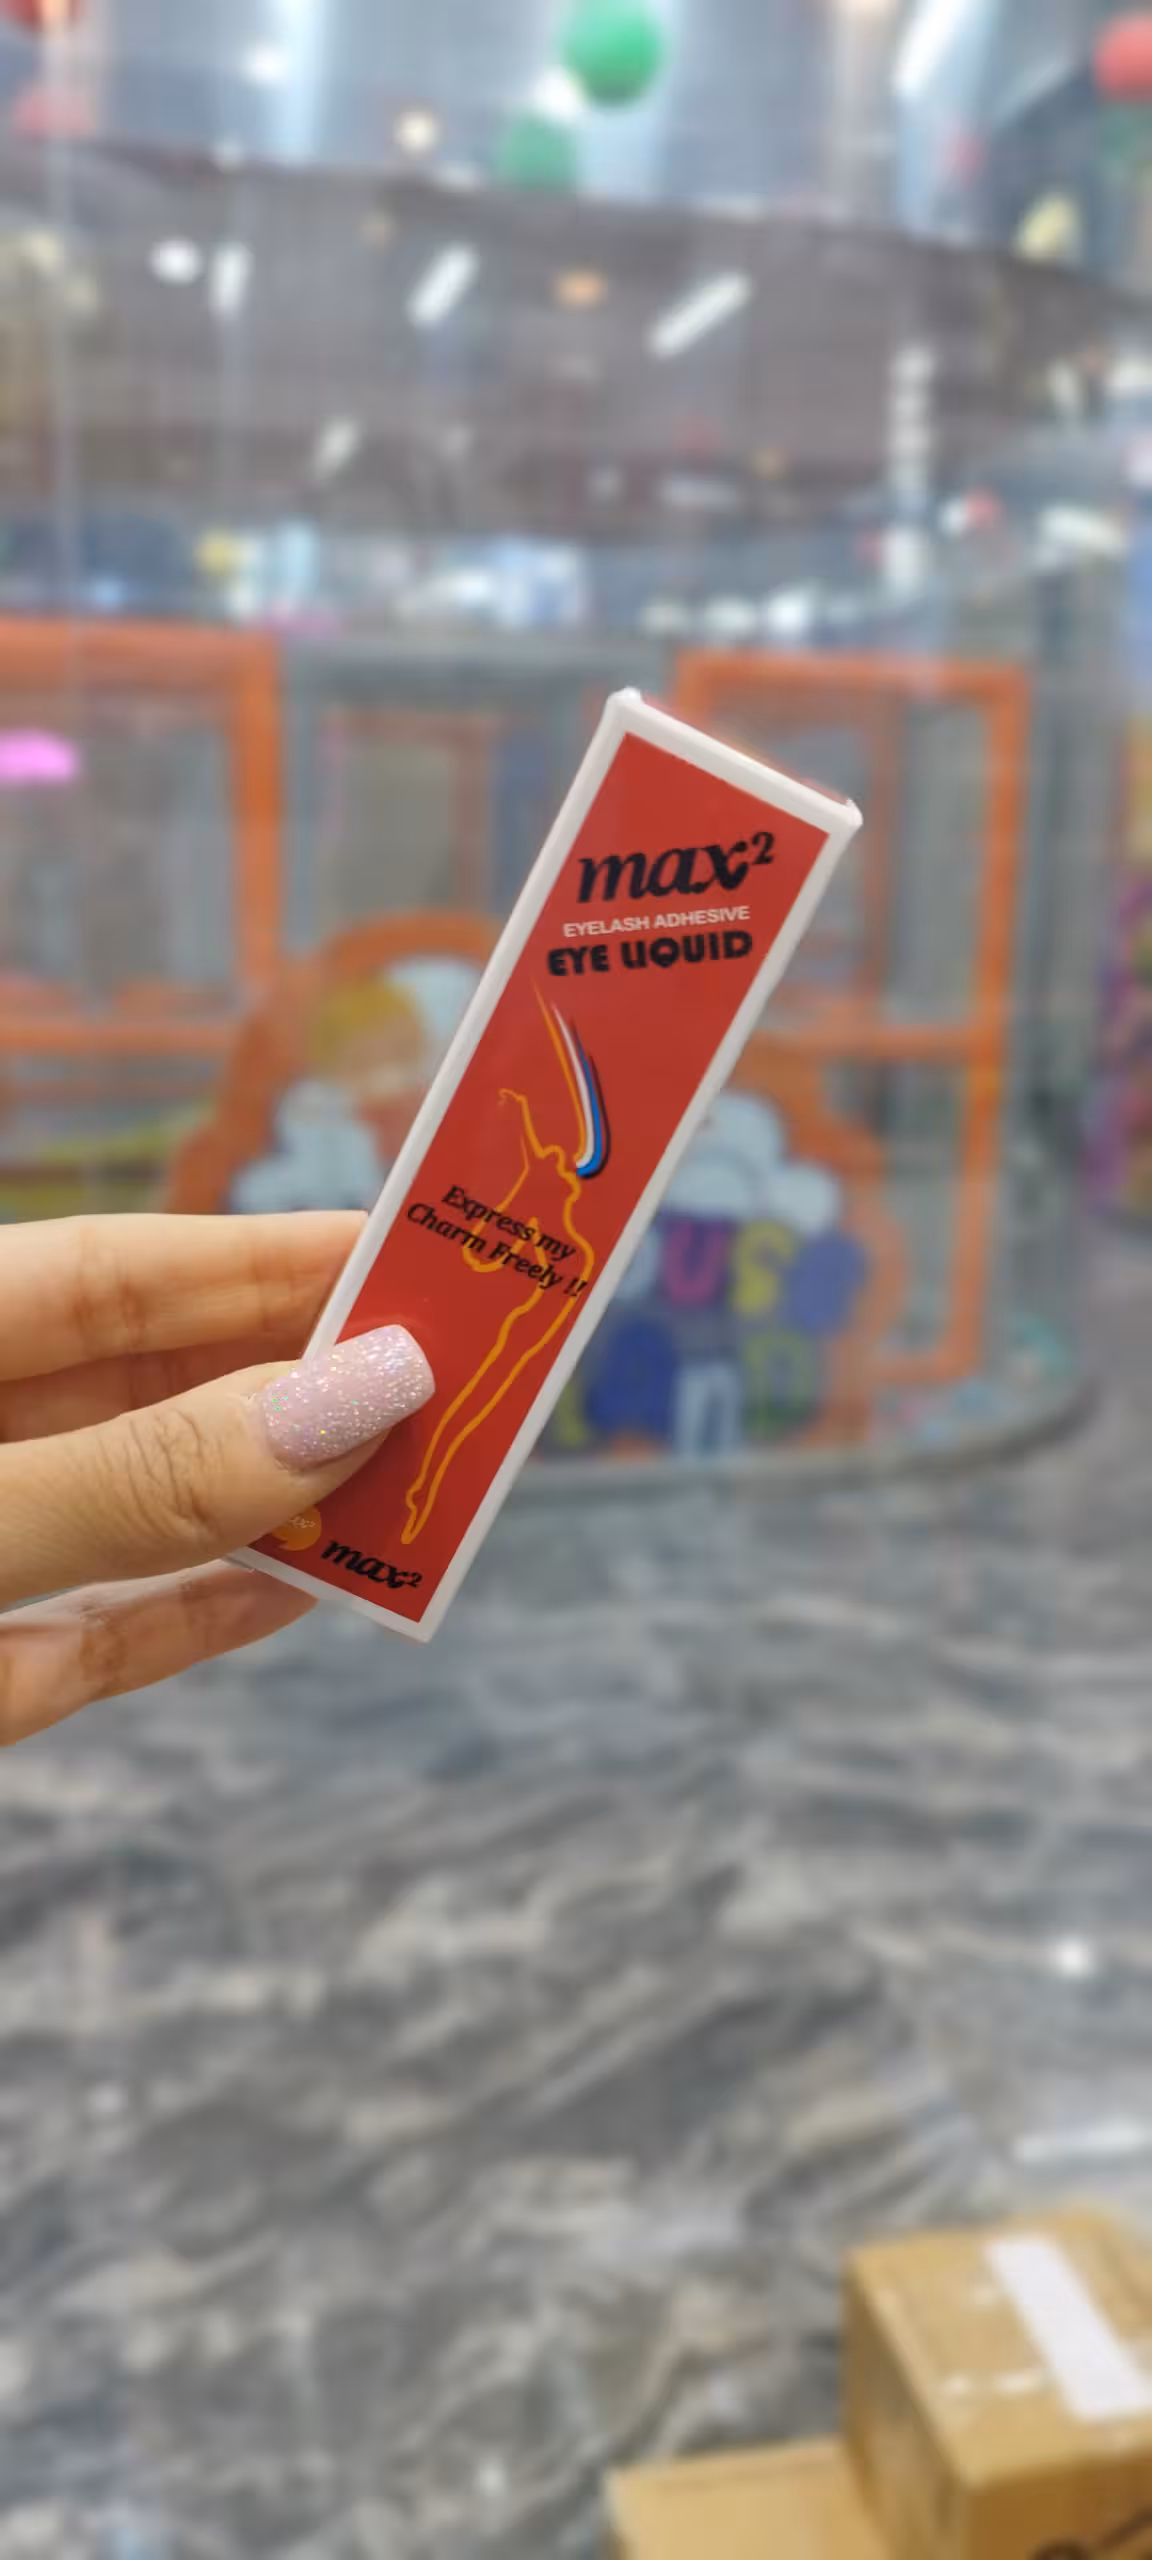 max²
EYELASH ADHESIVE
EYE LIQUID
Express my
Charm Freely !!
max²